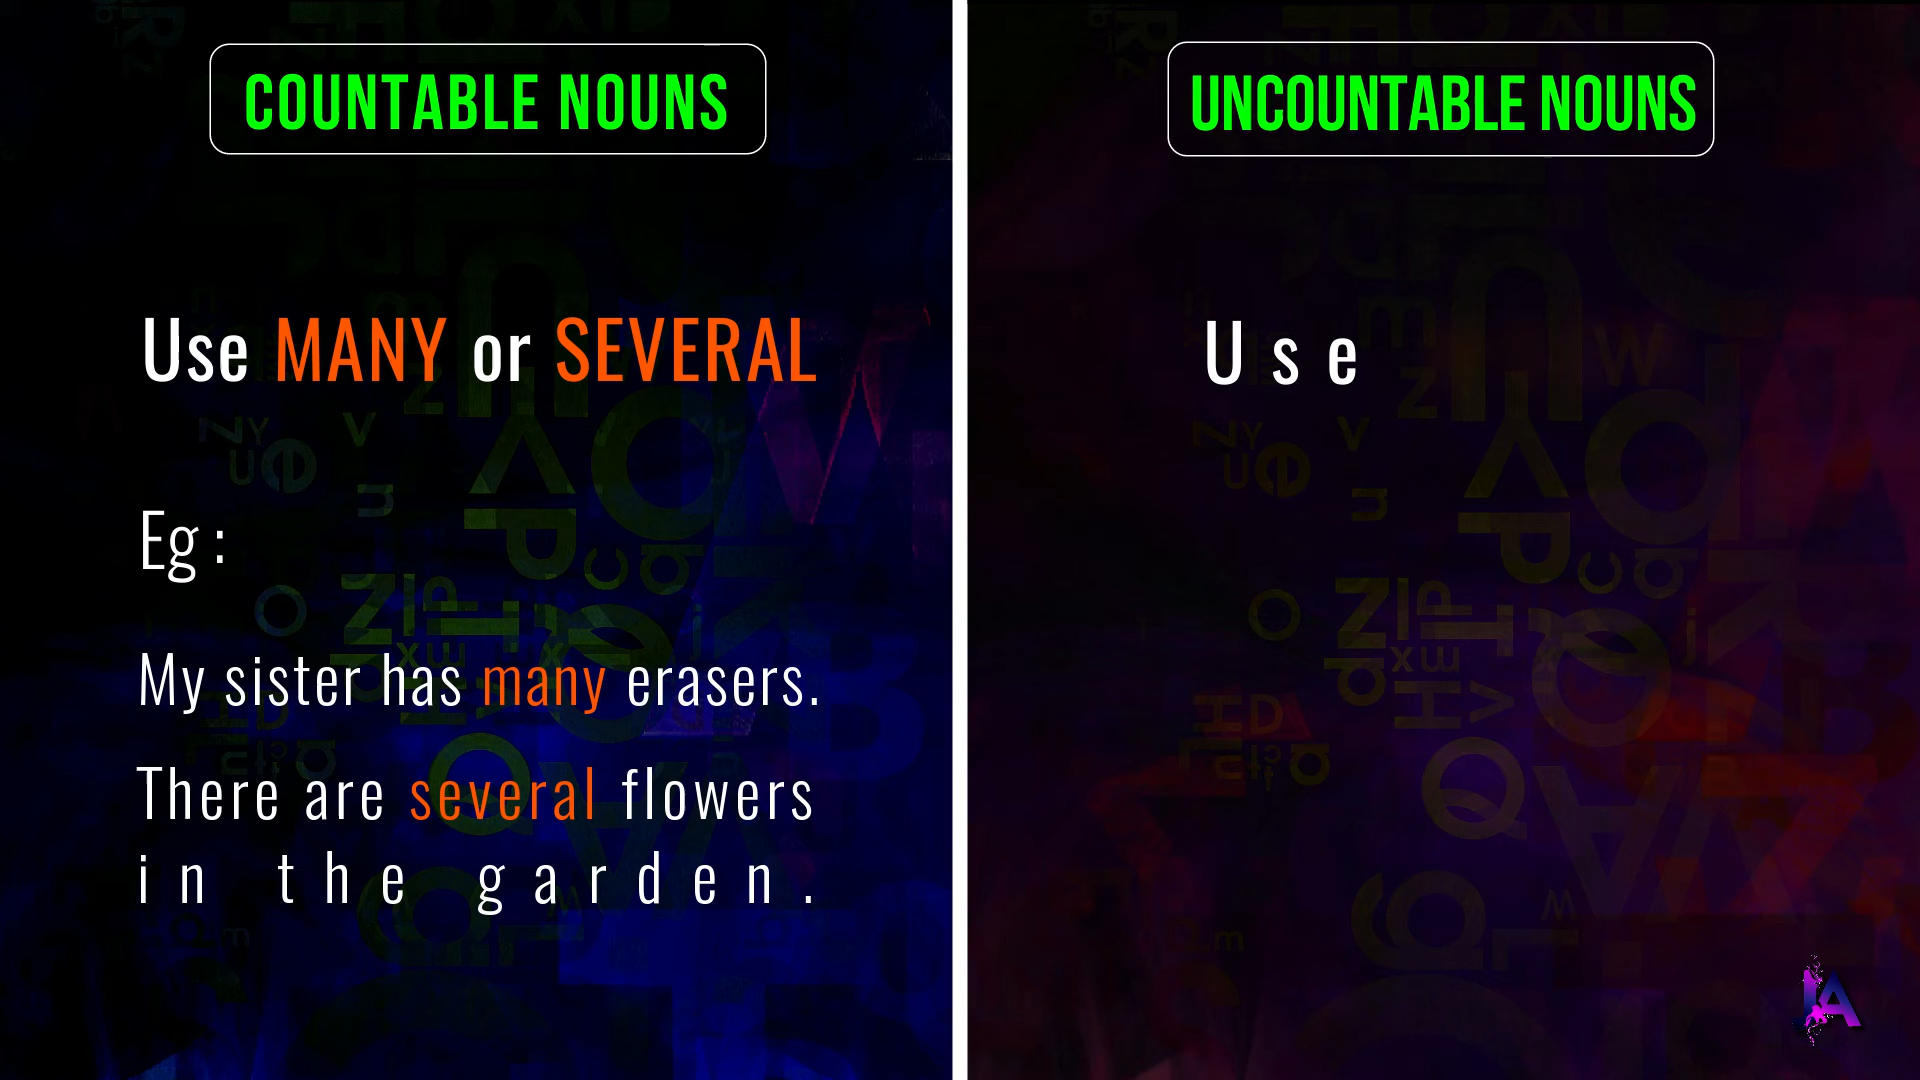 COUNTABLE NOUNS
Use MANY or SEVERAL
Eg :
My sister has many erasers.
There are several flowers
in the garden.
UNCOUNTABLE NOUNS
Use
IA